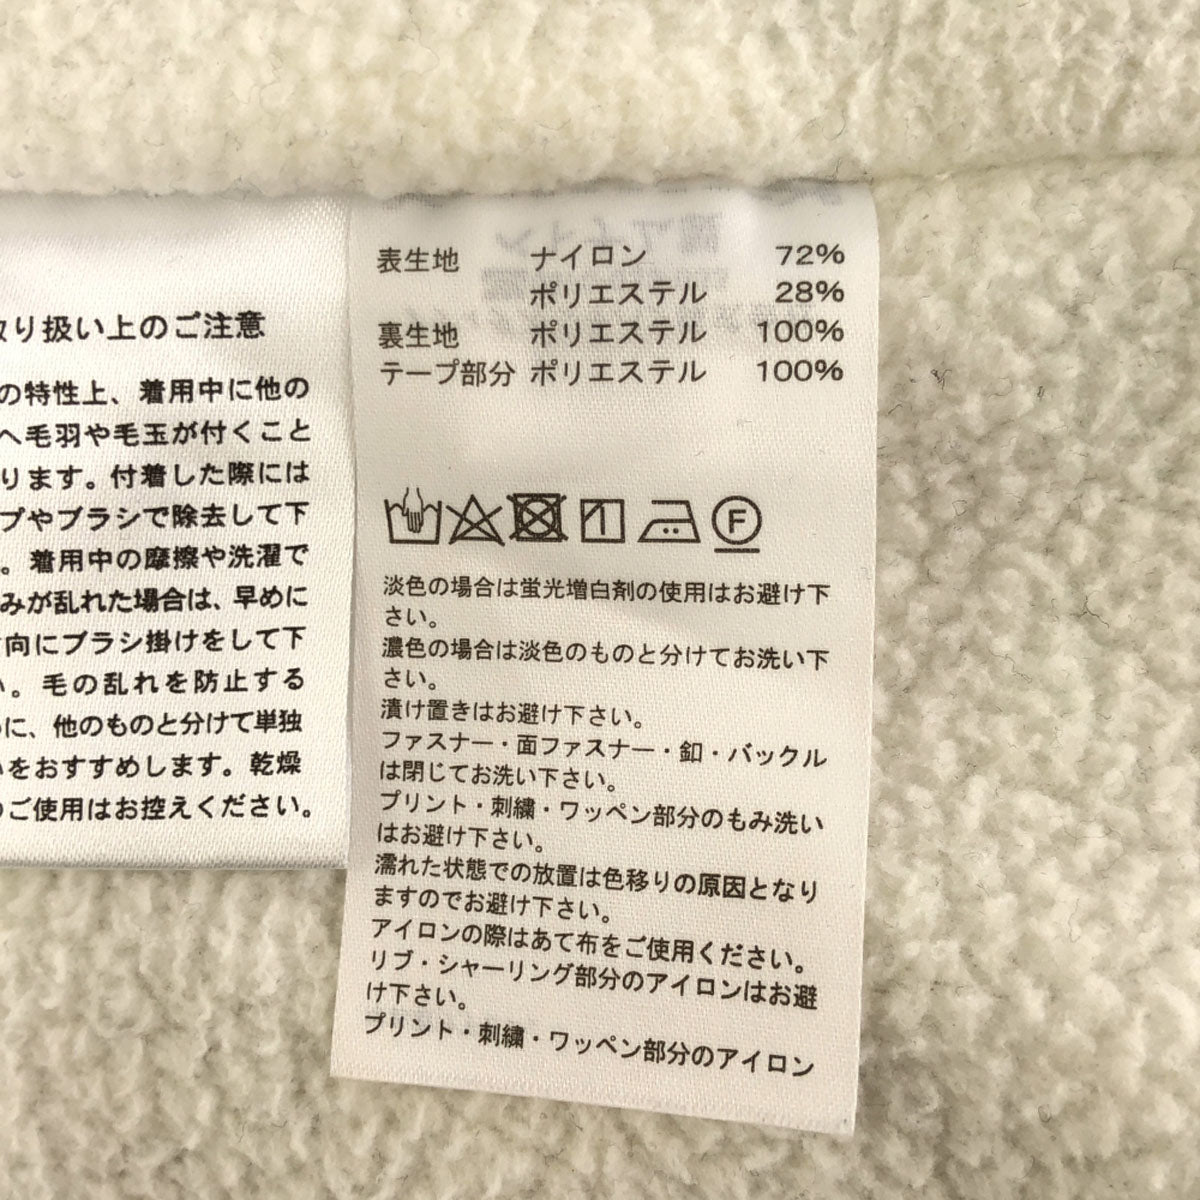 取り扱い上のご注意
の特性上、着用中に他の
へ毛羽や毛玉が付くこと
ります。付着した際には
プやブラシで除去して下
。着用中の摩擦や洗濯で
みが乱れた場合は、早めに
向にブラシ掛けをして下
い。毛の乱れを防止する
に、他のものと分けて単独
いをおすすめします。乾燥
のご使用はお控えください。
表生地 ナイロン 72%
ポリエステル 28%
裏生地 ポリエステル 100%
テープ部分 ポリエステル 100%
F
淡色の場合は蛍光増白剤の使用はお避け下
さい。
濃色の場合は淡色のものと分けてお洗い下
さい。
漬け置きはお避け下さい。
ファスナー・面ファスナー・釦・バックル
は閉じてお洗い下さい。
プリント・刺繍・ワッペン部分のもみ洗い
はお避け下さい。
濡れた状態での放置は色移りの原因となり
ますのでお避け下さい。
アイロンの際はあて布をご使用ください。
リブ・シャーリング部分のアイロンはお避
け下さい。
プリント・刺繍・ワッペン部分のアイロン